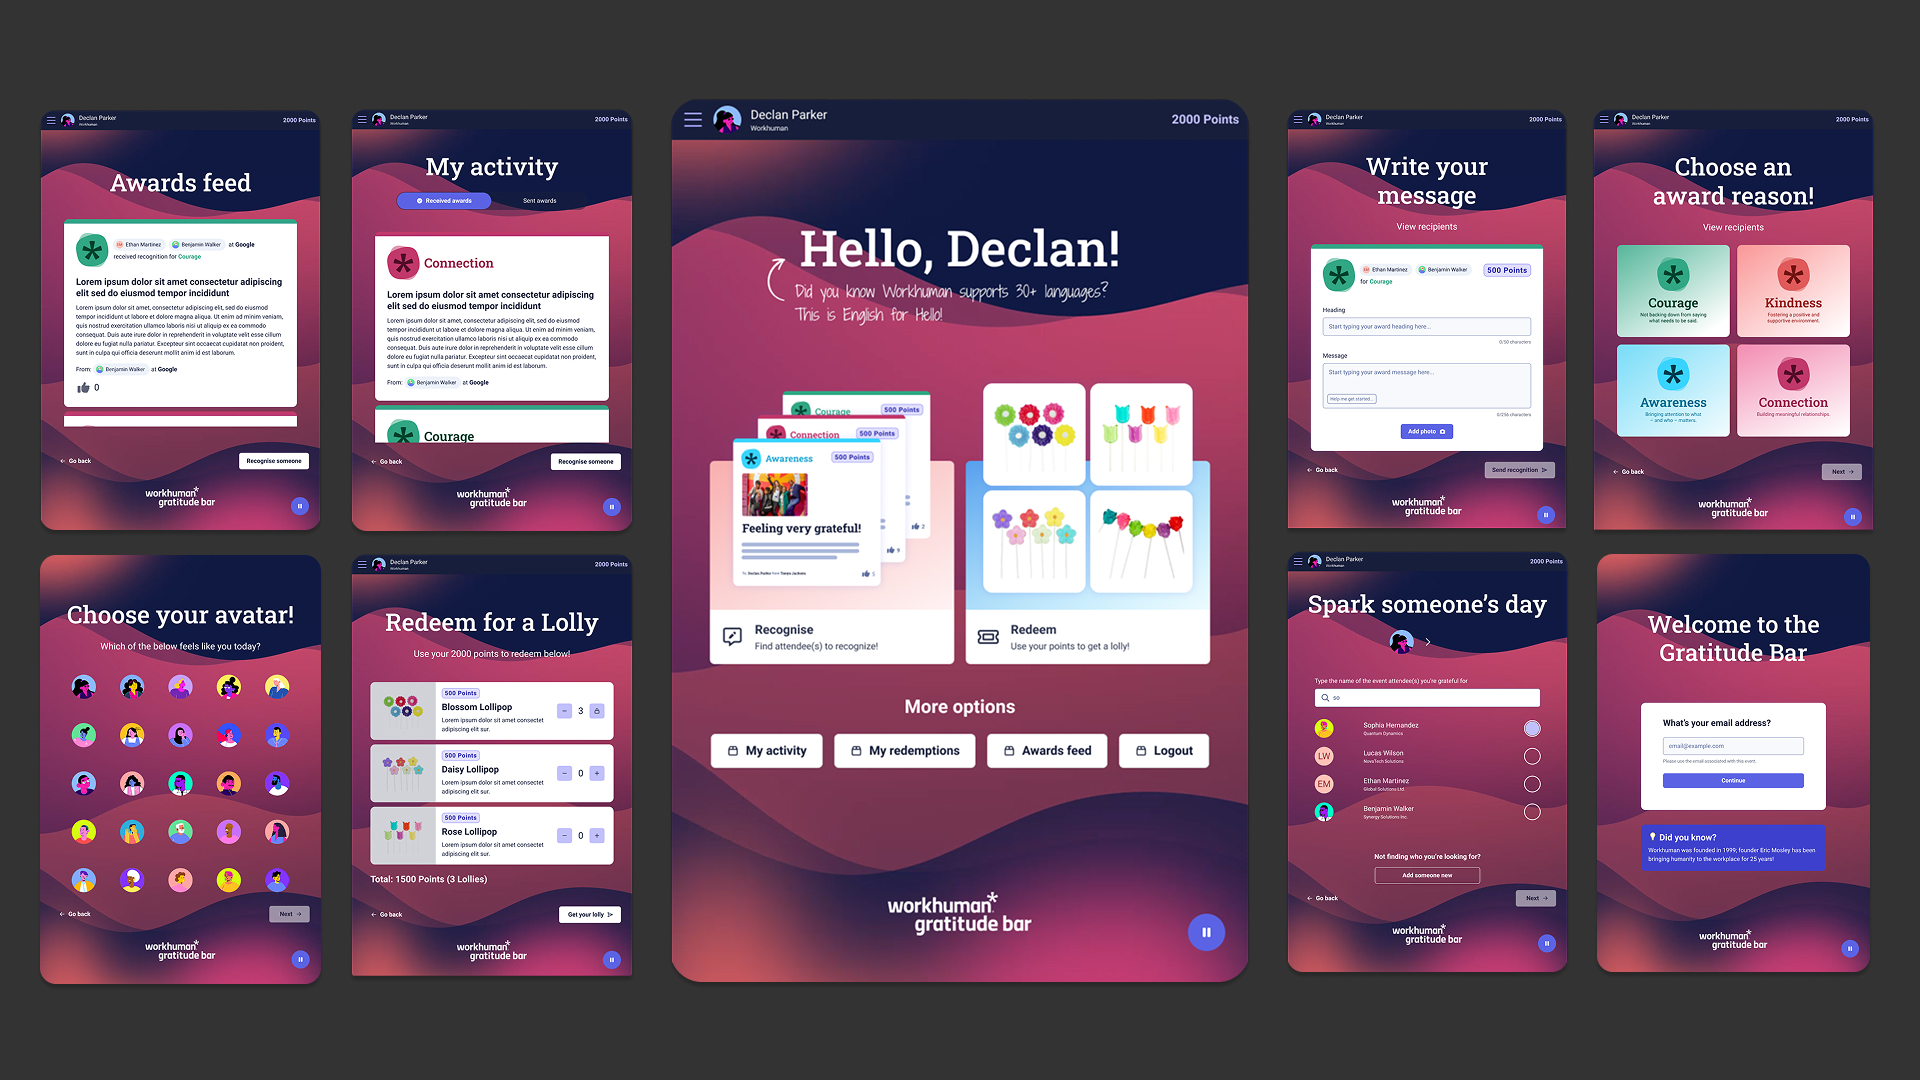 Declan Parker
Workhuman
2000 Points
Awards feed
Ethan Martinez
Benjamin Walker
at Google
received recognition for Courage
Lorem ipsum dolor sit amet consectetur adipiscing
elit sed do eiusmod tempor incididunt
Lorem ipsum dolor sit amet, consectetur adipiscing elit, sed do
eiusmod tempor incididunt ut labore et dolore magna
aliqua. Ut enim ad minim veniam,
quis nostrud exercitation ullamco laboris nisi ut aliquip ex ea commodo
consequat. Duis aute irure dolor in reprehenderit in voluptate velit esse cillum
dolore eu fugiat nulla pariatur. Excepteur sint occaecat cupidatat non proident,
sunt in culpa qui officia deserunt mollit anim id est laborum.
From:
Benjamin Walker
at Google
0
Go back
Recognise someone
workhuman*
gratitude bar
Declan Parker
Workhuman
2000 Points
My activity
Received awards
Sent awards
Connection
Lorem ipsum dolor sit amet consectetur adipiscing
elit sed do eiusmod tempor incididunt
Lorem ipsum dolor sit amet, consectetur adipiscing elit, sed do eiusmod
tempor incididunt ut labore et dolore magna aliqua. Ut enim ad minim veniam,
quis nostrud exercitation ullamco laboris nisi ut aliquip ex ea commodo
consequat. Duis aute irure dolor in reprehenderit in voluptate velit esse cillum
dolore eu fugiat nulla pariatur. Excepteur sint occaecat cupidatat non proident,
sunt in culpa qui officia deserunt mollit anim id est laborum.
From:
Benjamin Walker
at Google
Courage
Go back
Recognise someone
workhuman*
gratitude bar
Choose your avatar!
Which of the below feels like you today?
Go back
Next
workhuman*
gratitude bar
Declan Parker
Workhuman
2000 Points
Redeem for a Lolly
Use your 2000 points to redeem below!
500 Points
Blossom Lollipop
Lorem ipsum dolor sit amet consectetur
adipiscing elit sur.
− 3
500 Points
Daisy Lollipop
Lorem ipsum dolor sit amet consectet
adipiscing elit sur.
− 0 +
500 Points
Rose Lollipop
Lorem ipsum dolor sit amet consectet
adipiscing elit sur.
− 0 +
Total: 1500 Points (3 Lollies)
Go back
Get your lolly
workhuman*
gratitude bar
Declan Parker
Workhuman
2000 Points
Hello, Declan!
Did you know Workhuman supports 30+ languages?
This is English for Hello!
Courage
500 Points
Connection
500 Points
Awareness
500 Points
Feeling very grateful!
To Declan Parker from Tianya Jackson
2
9
5
Recognise
Find attendee(s) to recognize!
Redeem
Use your points to get a lolly!
More options
My activity
My redemptions
Awards feed
Logout
workhuman*
gratitude bar
Declan Parker
Workhuman
2000 Points
Write your
message
View recipients
EM Ethan Martinez
Benjamin Walker
500 Points
for Courage
Heading
Start typing your award heading here...
0/50 characters
Message
Start typing your award message here...
Help me get started...
0/256 characters
Add photo
Go back
Send recognition
workhuman*
gratitude bar
Declan Parker
Workhuman
2000 Points
Choose an
award reason!
View recipients
Courage
Not backing down from saying
what needs to be said.
Kindness
Fostering a positive and
supportive environment.
Awareness
Bringing attention to what
– and who – matters.
Connection
Building meaningful relationships.
Go back
Next
workhuman*
gratitude bar
Declan Parker
Workhuman
2000 Points
Spark someone's day
Type the name of the event attendee(s) you're grateful for
so
Sophia Hernandez
Quantum Dynamics
LW
Lucas Wilson
NovaTech Solutions
EM
Ethan Martinez
Global Solutions Ltd.
Benjamin Walker
Synergy Solutions Inc.
Not finding who you're looking for?
Add someone new
Go back
Next
workhuman*
gratitude bar
Welcome to the
Gratitude Bar
What's your email address?
email@example.com
Please use the email associated with this event.
Continue
Did you know?
Workhuman was founded in 1999; founder Eric Mosley has been
bringing humanity to the workplace for 25 years!
workhuman*
gratitude bar